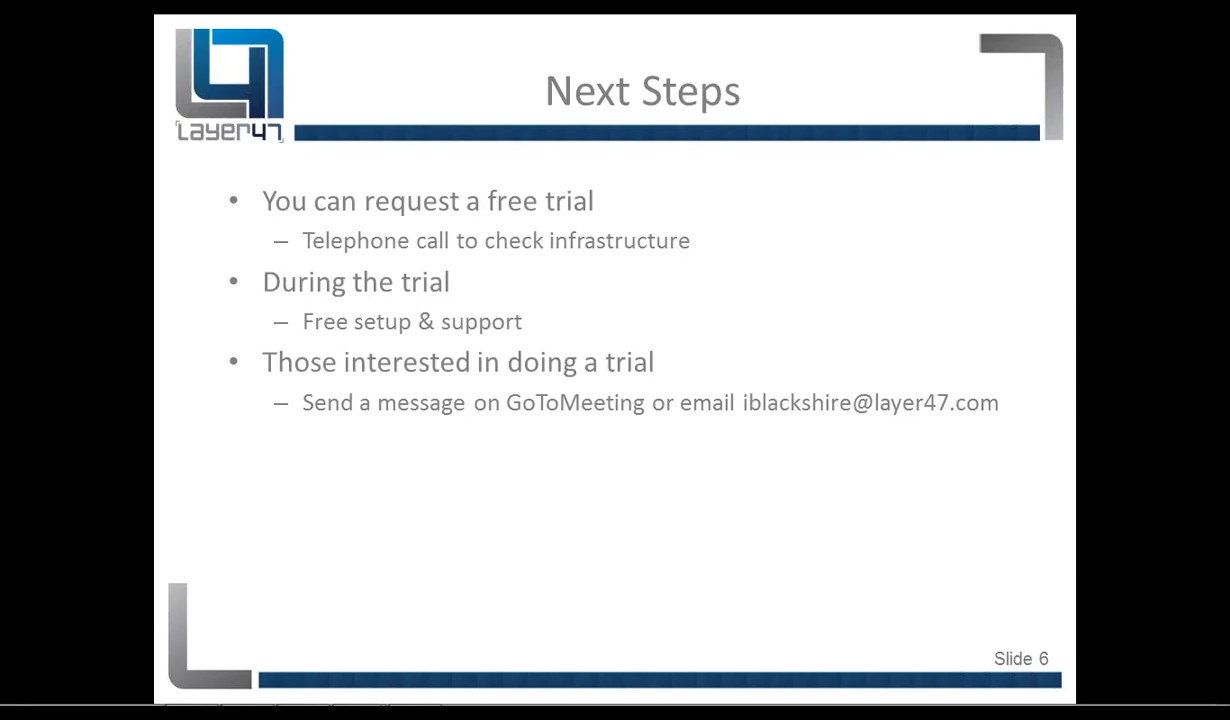 Layer47
Next Steps
• You can request a free trial
– Telephone call to check infrastructure
• During the trial
– Free setup & support
• Those interested in doing a trial
– Send a message on GoToMeeting or email iblackshire@layer47.com
Slide 6